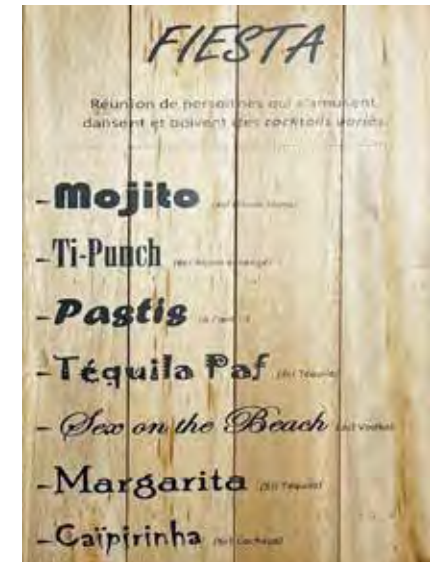 FIESTA
Réunion de personnes qui s'amusent,
dansent et boivent des cocktails variés.
-Mojito
-Ti-Punch
-Pastis
-Téquila Paf
- Sex on the Beach
-Margarita
-Caïpirinha